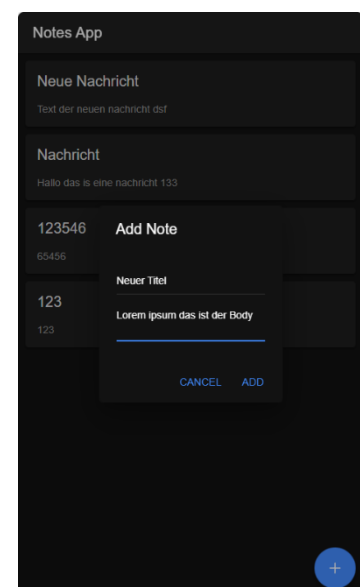 Notes App
Neue Nachricht
Text der neuen nachricht dsf
Nachricht
Hallo das is eine nachricht 133
123546
65456
123
123
Add Note
Neuer Titel
Lorem ipsum das ist der Body
CANCEL ADD
+